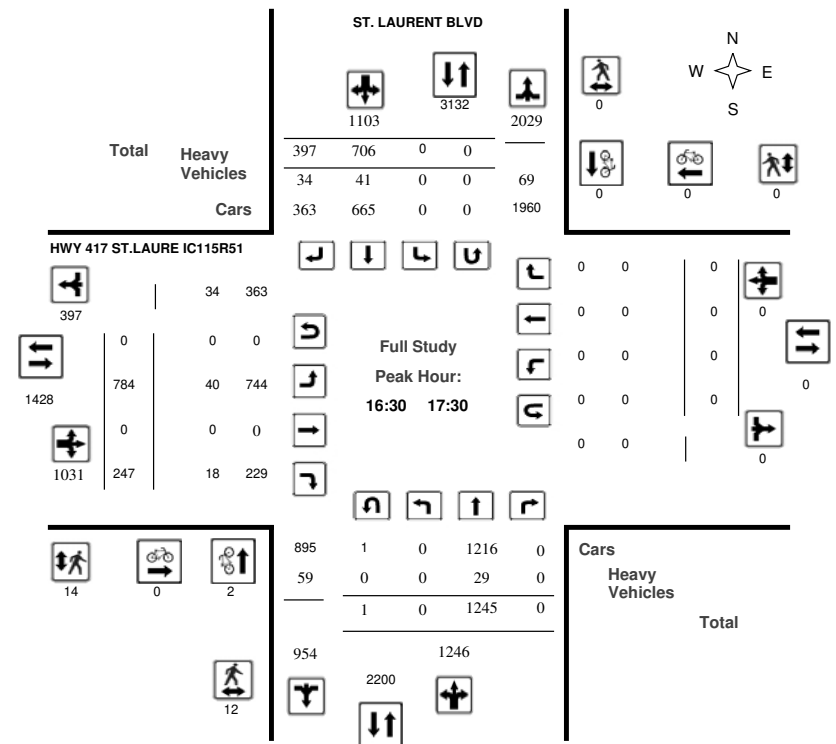 ST. LAURENT BLVD
N
W E
S
3132
1103 2029
0
Total Heavy Vehicles
397 706 0 0
34 41 0 0 69
Cars 363 665 0 0 1960
0 0 0
HWY 417 ST.LAURE IC115R51
34 363
397
0 0 0
1428
784 40 744
0 0 0
1031
247 18 229
Full Study
Peak Hour:
16:30 17:30
0 0 0
0
0 0 0
0 0 0
0
0 0 0
0 0
0
895 1 0 1216 0
59 0 0 29 0
1 0 1245 0
954 1246
2200
Cars
Heavy
Vehicles
Total
14 0 2
12